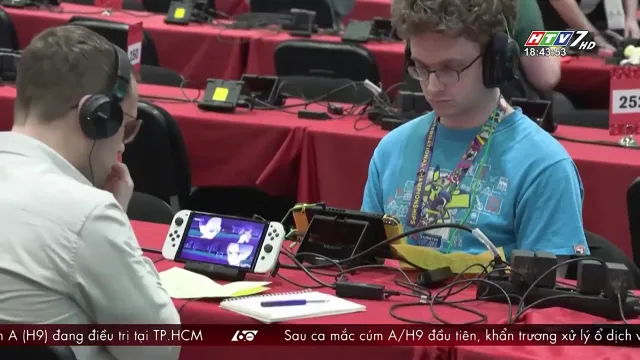 HTV7 HD
18:43:53
252
n A (H9) đang điều trị tại TP.HCM 60 Sau ca mắc cúm A/H9 đầu tiên, khẩn trương xử lý ổ dịch